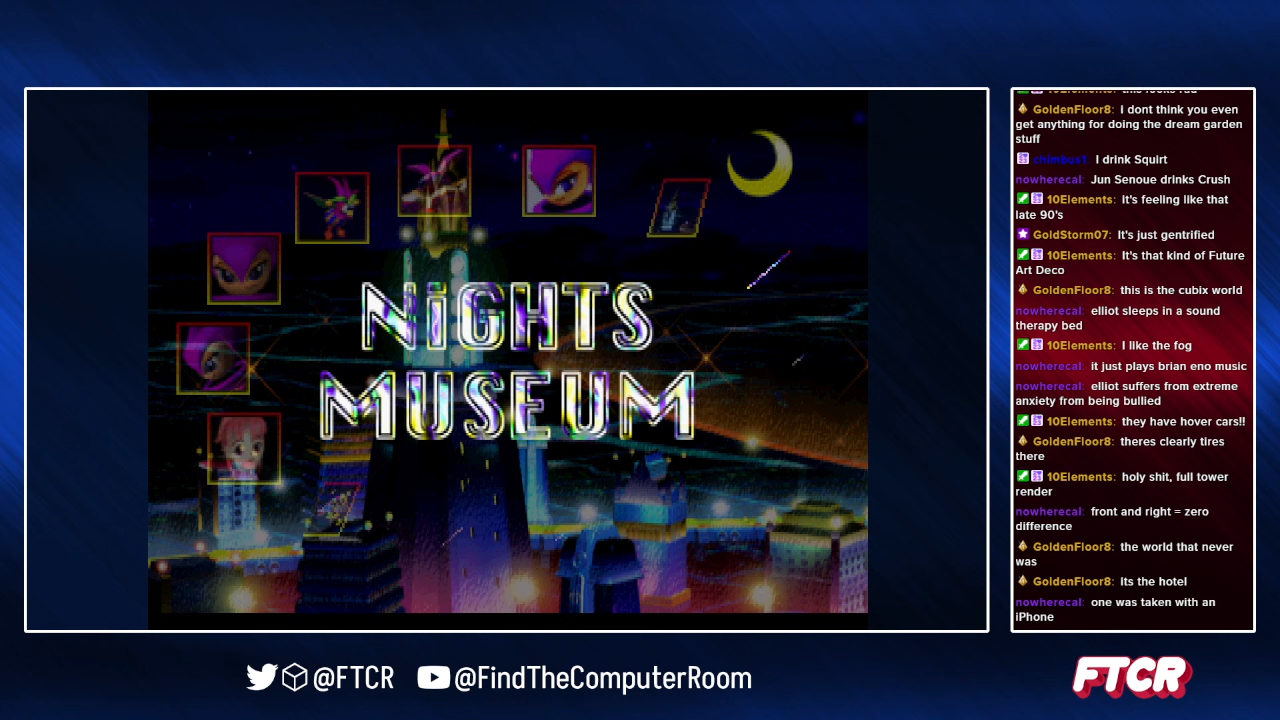 NiGHTS
MUSEUM
GoldenFloor8: i dont think you even
get anything for doing the dream garden
stuff
I drink Squirt
nowherecal: Jun Senoue drinks Crush
10Elements: It's feeling like that
late 90's
GoldStorm07: It's just gentrified
10Elements: It's that kind of Future
Art Deco
GoldenFloor8: this is the cubix world
nowherecal: elliot sleeps in a sound
therapy bed
10Elements: I like the fog
nowherecal: it just plays brian eno music
nowherecal: elliot suffers from extreme
anxiety from being bullied
10Elements: they have hover cars!!
GoldenFloor8: theres clearly tires
there
10Elements: holy shit, full tower
render
nowherecal: front and right = zero
difference
GoldenFloor8: the world that never
was
GoldenFloor8: its the hotel
nowherecal: one was taken with an
iPhone
@FTCR
@FindTheComputerRoom
FTCR